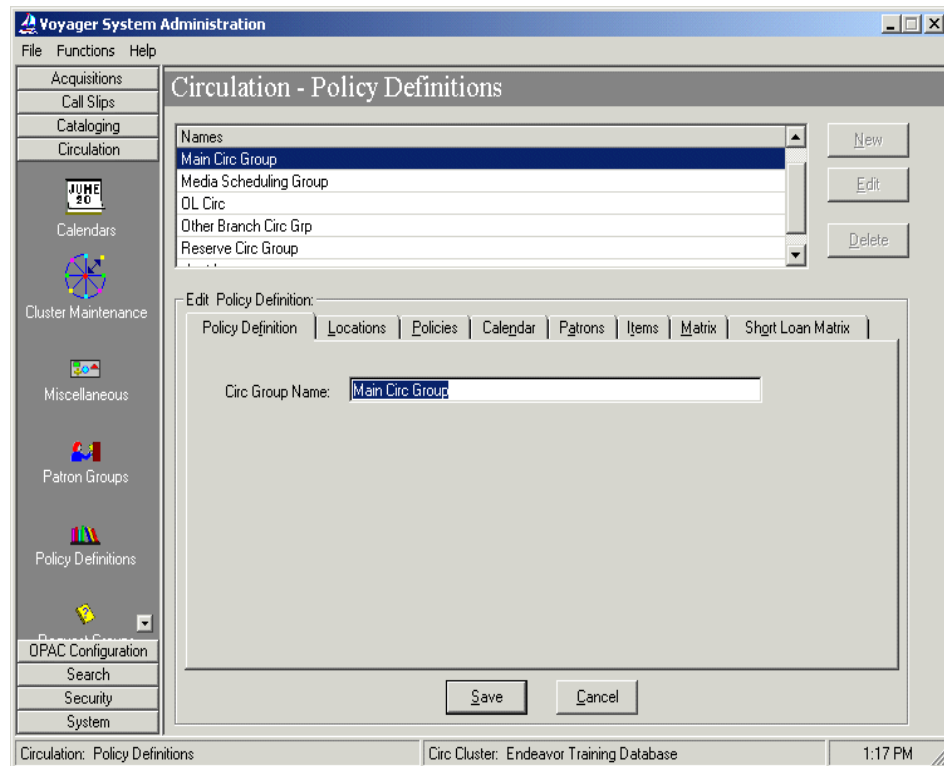 Voyager System Administration
File Functions Help
Acquisitions
Call Slips
Cataloging
Circulation
JUNE
20
Calendars
Cluster Maintenance
Miscellaneous
Patron Groups
Policy Definitions
OPAC Configuration
Search
Security
System
Circulation - Policy Definitions
Names
Main Circ Group
Media Scheduling Group
OL Circ
Other Branch Circ Grp
Reserve Circ Group
New
Edit
Delete
Edit Policy Definition:
Policy Definition Locations Policies Calendar Patrons Items Matrix Short Loan Matrix
Circ Group Name: Main Circ Group
Save Cancel
Circulation: Policy Definitions Circ Cluster: Endeavor Training Database 1:17 PM